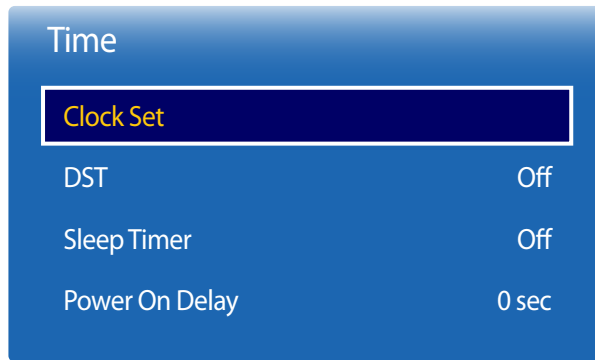 Time
Clock Set
DST Off
Sleep Timer Off
Power On Delay 0 sec